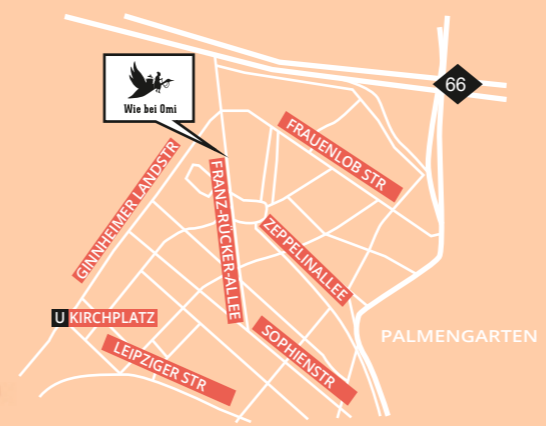 66
Wie bei Omi
FRAUENLOB STR
GINNHEIMER LANDSTR
FRANZ-RÜCKER-ALLEE
ZEPPELINALLEE
U KIRCHPLATZ
PALMENGARTEN
SOPHIENSTR
LEIPZIGER STR